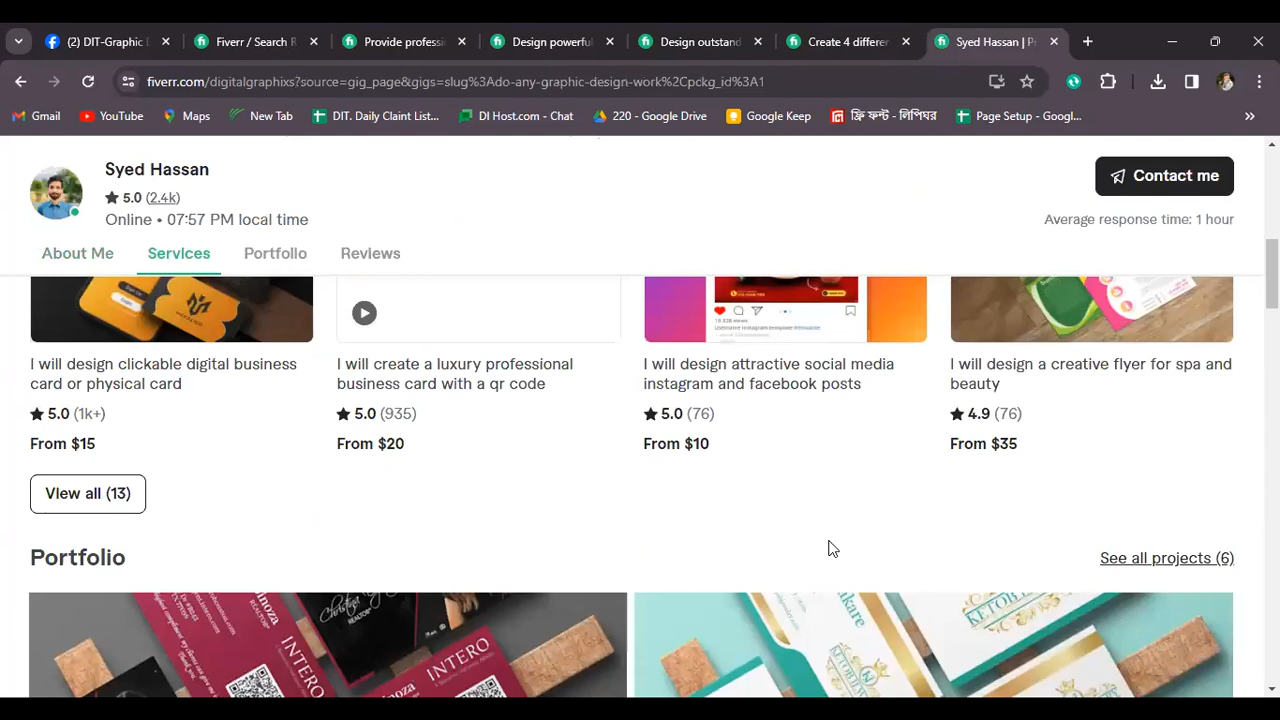 (2) DIT-Graphic D
Fiverr / Search R
Provide professi
Design powerful
Design outstand
Create 4 differer
Syed Hassan | P
fiverr.com/digitalgraphixs?source=gig_page&gigs=slug%3Ado-any-graphic-design-work%2Cpckg_id%3A1
Gmail
YouTube
Maps
New Tab
DIT. Daily Claint List...
DI Host.com - Chat
220 - Google Drive
Google Keep
ফ্রি ফন্ট - লিপিঘর
Page Setup - Googl...
Syed Hassan
5.0 (2.4k)
Online • 07:57 PM local time
Contact me
Average response time: 1 hour
About Me
Services
Portfolio
Reviews
I will design clickable digital business
card or physical card
5.0 (1k+)
From $15
I will create a luxury professional
business card with a qr code
5.0 (935)
From $20
I will design attractive social media
instagram and facebook posts
5.0 (76)
From $10
I will design a creative flyer for spa and
beauty
4.9 (76)
From $35
View all (13)
Portfolio
See all projects (6)
REALTOR
INTERO
INTERO